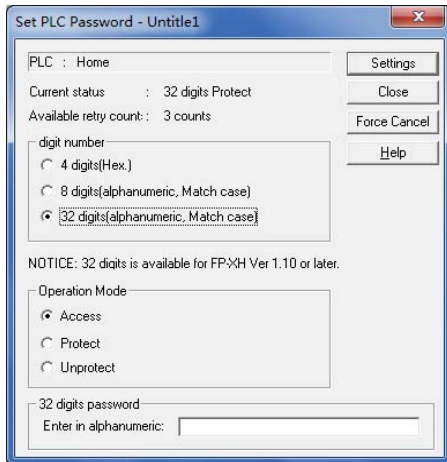 Set PLC Password - Untitle1
PLC : Home
Settings
Current status : 32 digits Protect
Close
Available retry count: : 3 counts
Force Cancel
digit number
Help
4 digits(Hex.)
8 digits(alphanumeric, Match case)
32 digits(alphanumeric, Match case)
NOTICE: 32 digits is available for FP-XH Ver 1.10 or later.
Operation Mode
Access
Protect
Unprotect
32 digits password
Enter in alphanumeric: